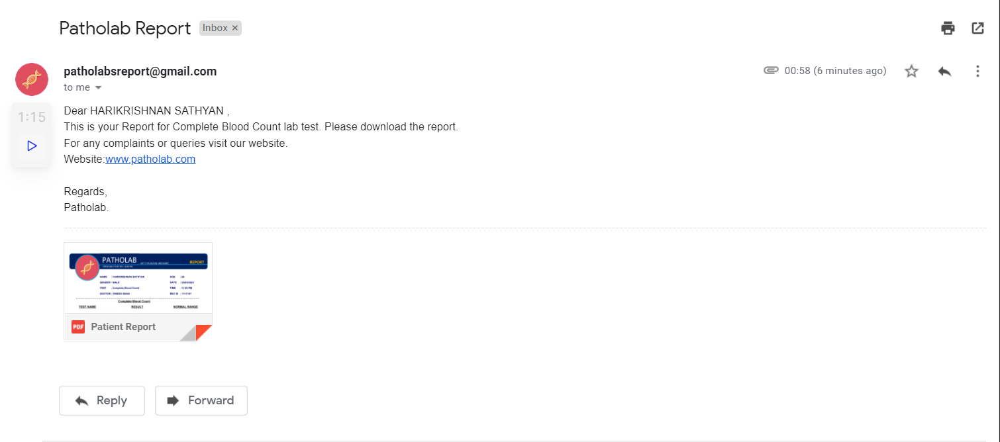 Patholab Report Inbox ×
patholabsreport@gmail.com 00:58 (6 minutes ago)
to me
Dear HARIKRISHNAN SATHYAN ,
1:15
This is your Report for Complete Blood Count lab test. Please download the report.
For any complaints or queries visit our website.
Website:www.patholab.com
Regards,
Patholab.
PATHOLAB
REPORT
NAME : HARIKRISHNAN SATHYAN AGE : 20
GENDER : MALE DATE
TEST : Complete Blood Count TIME : 11:52 PM
DOCTOR : DINESH SHAH REC ID : 1111147
Complete Blood Count
TEST NAME RESULT NORMAL RANGE
PDF Patient Report
Reply Forward